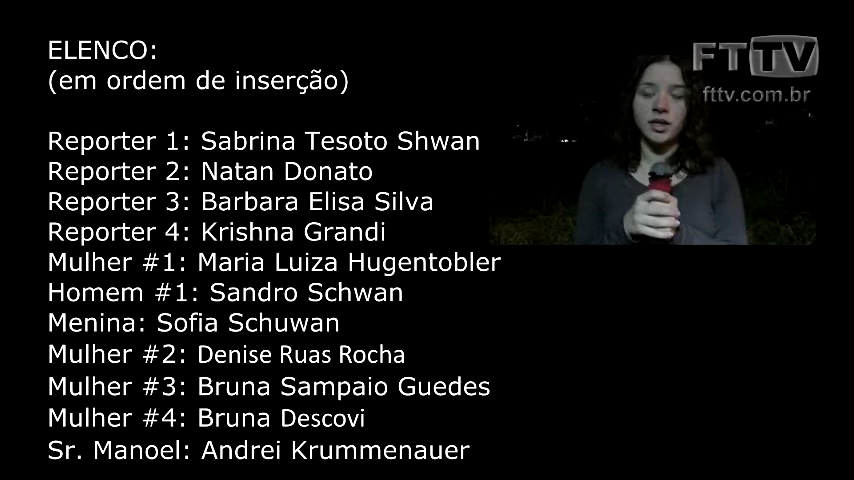 ELENCO:
(em ordem de inserção)
Reporter 1: Sabrina Tesoto Shwan
Reporter 2: Natan Donato
Reporter 3: Barbara Elisa Silva
Reporter 4: Krishna Grandi
Mulher #1: Maria Luiza Hugentobler
Homem #1: Sandro Schwan
Menina: Sofia Schuwan
Mulher #2: Denise Ruas Rocha
Mulher #3: Bruna Sampaio Guedes
Mulher #4: Bruna Descovi
Sr. Manoel: Andrei Krummenauer
FTTV
fttv.com.br